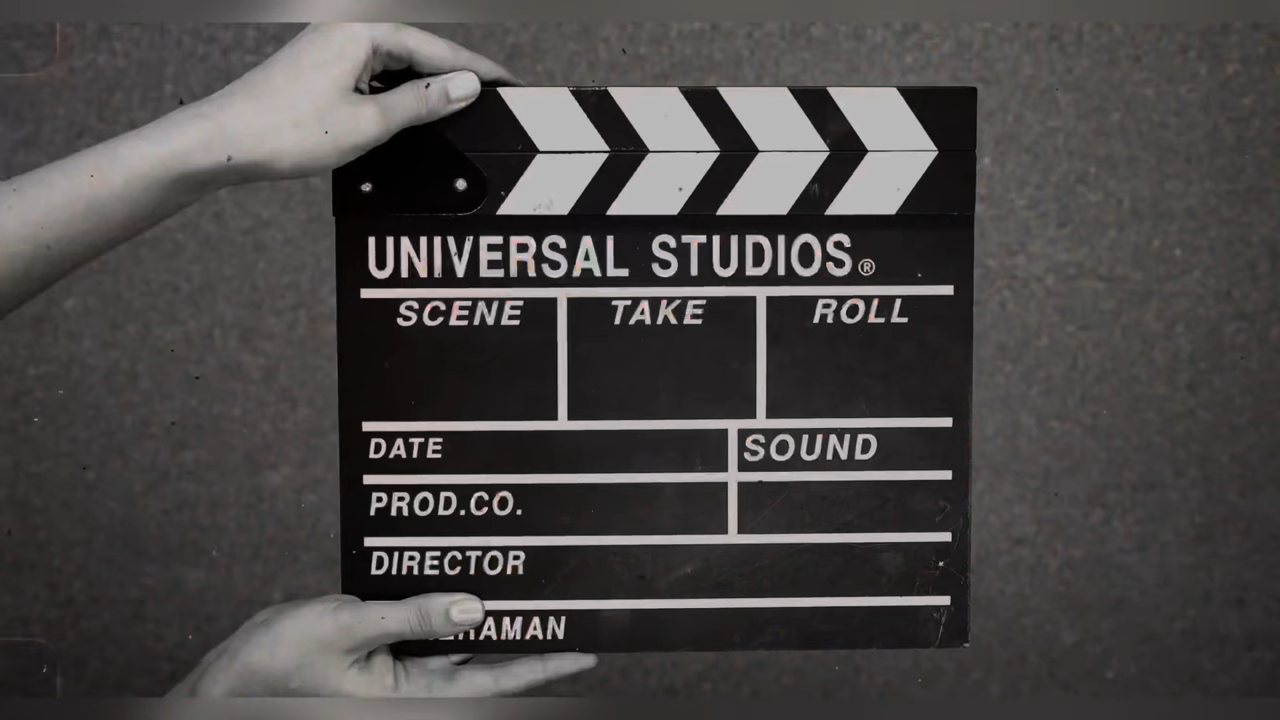 UNIVERSAL STUDIOS®
SCENE TAKE ROLL
DATE SOUND
PROD.CO.
DIRECTOR